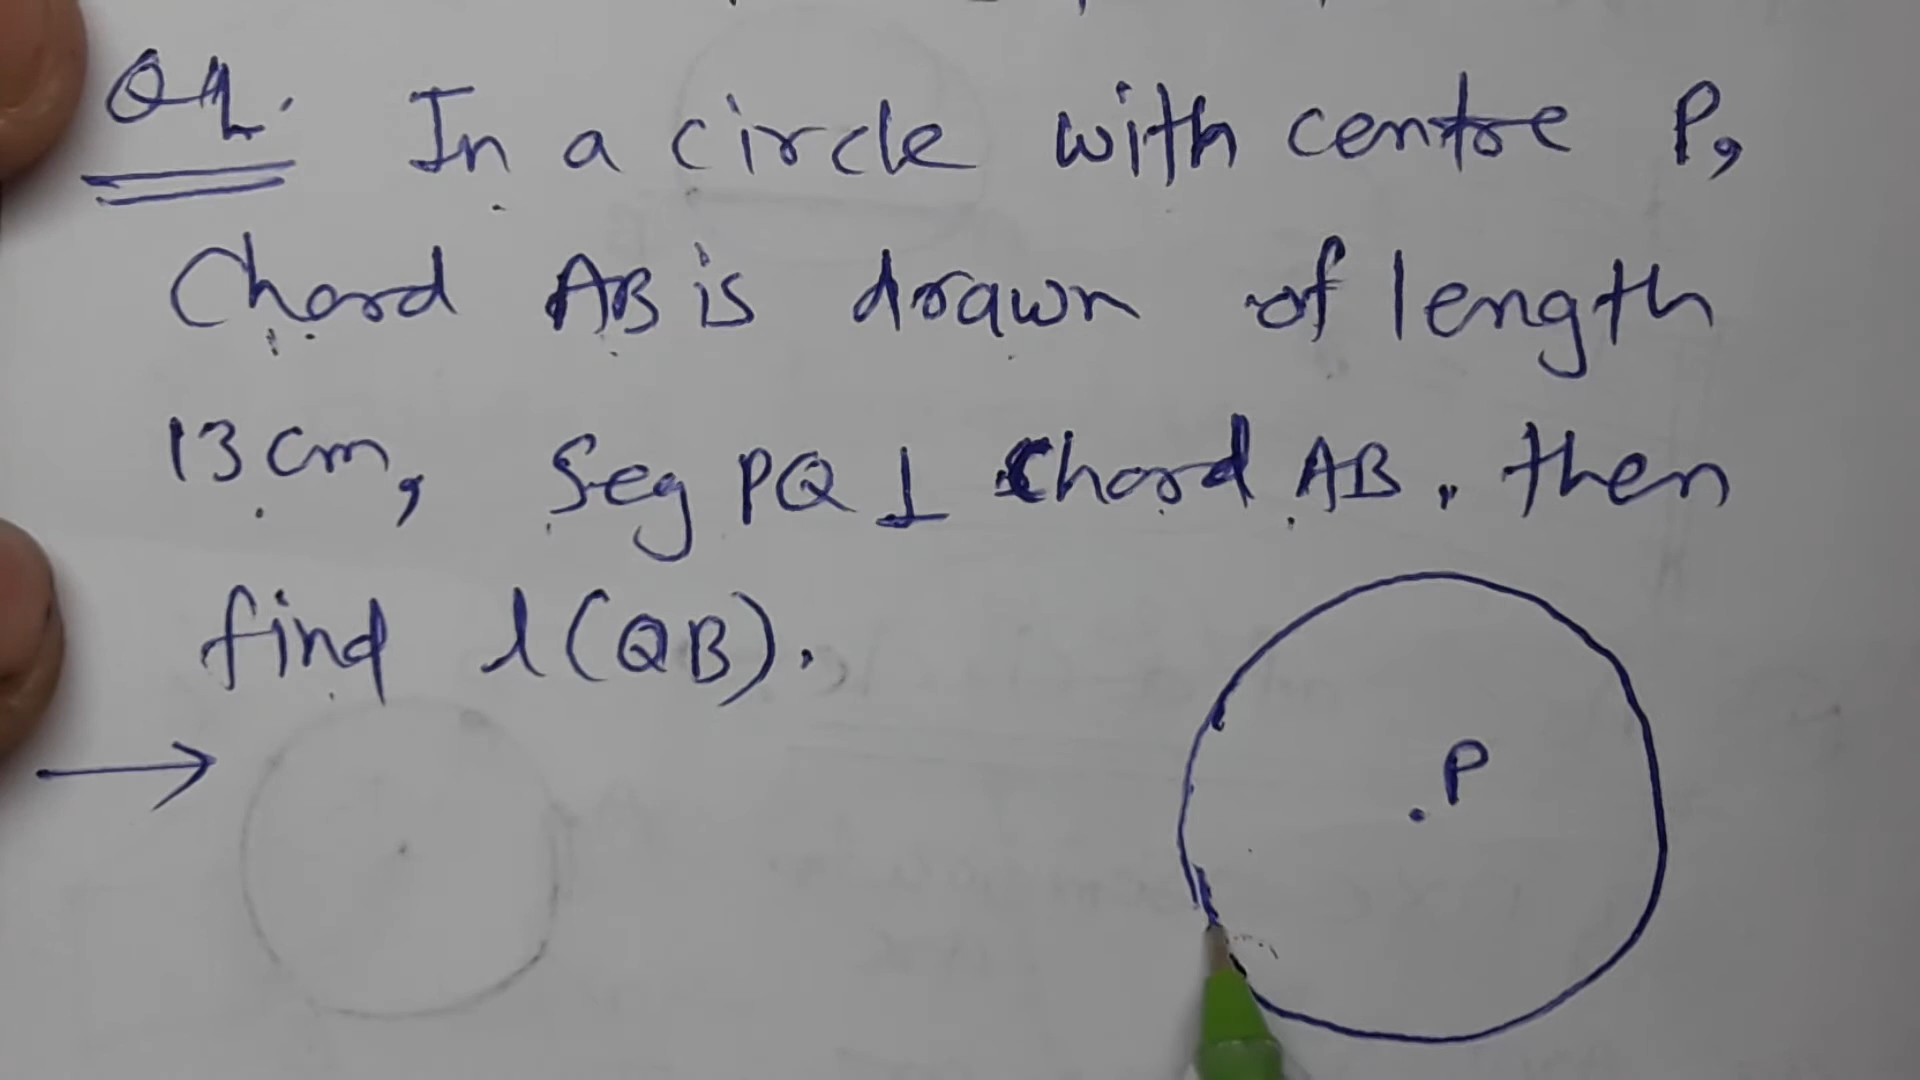 Q1. In a circle with centre P,
Chord AB is drawn of length
13 cm, Seg PQ ⊥ Chord AB. then
find l(QB).
P